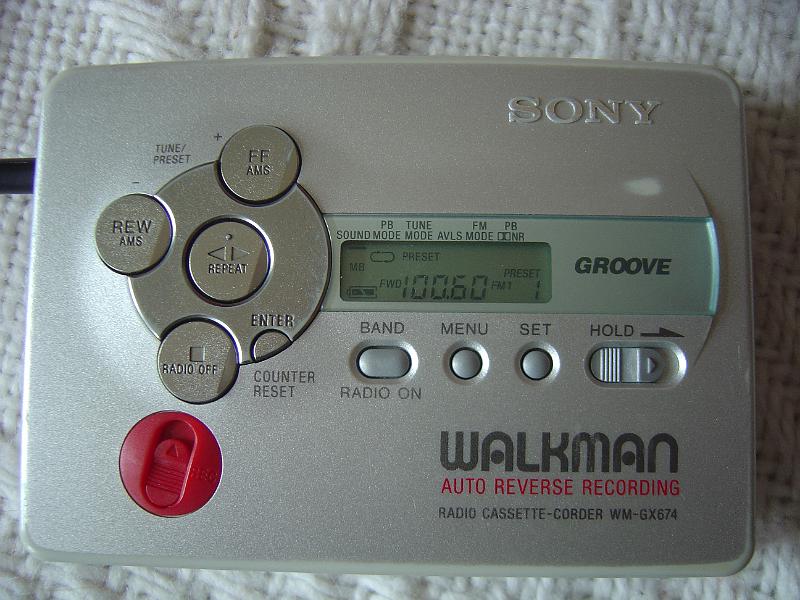 SONY
+
TUNE/
PRESET
-
FF
AMS
REW
AMS
REPEAT
ENTER
RADIO OFF
COUNTER
RESET
PB TUNE FM PB
SOUND MODE MODE AVLS MODE NR
PRESET
MB PRESET
FWD 100.60 FM1 1
GROOVE
BAND MENU SET HOLD
RADIO ON
REC
WALKMAN
AUTO REVERSE RECORDING
RADIO CASSETTE-CORDER WM-GX674